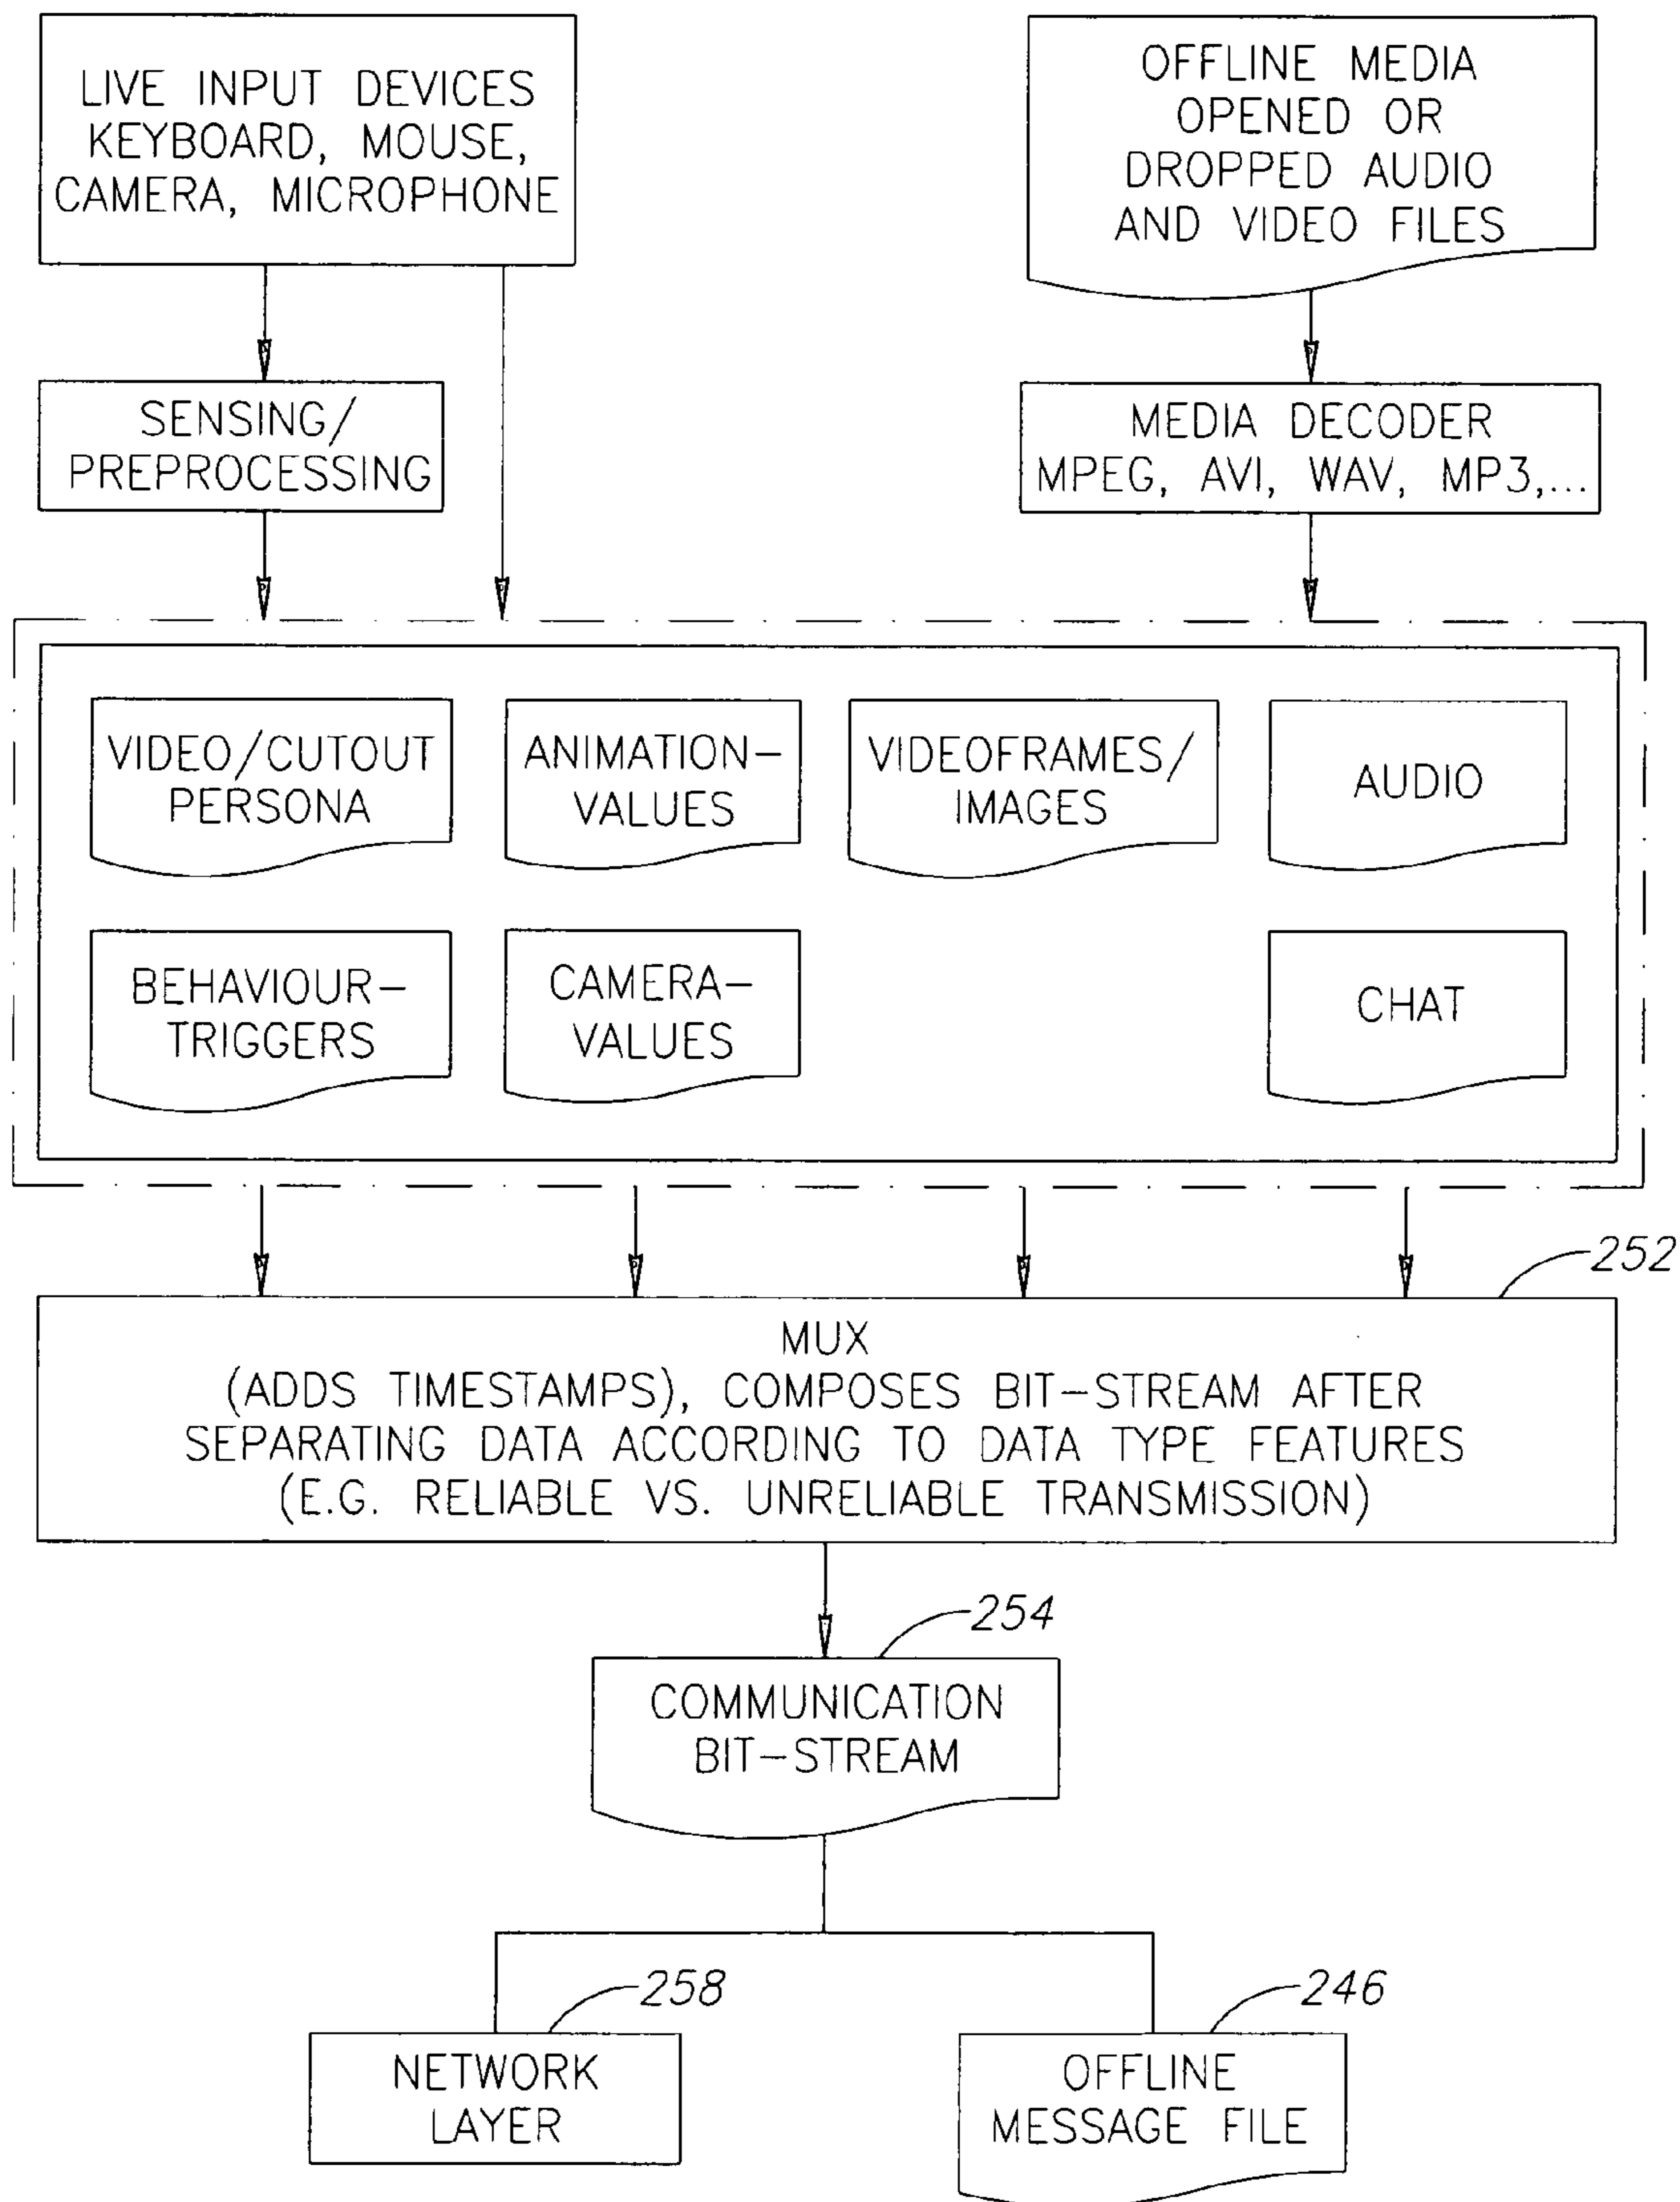 LIVE INPUT DEVICES
KEYBOARD, MOUSE,
CAMERA, MICROPHONE
OFFLINE MEDIA
OPENED OR
DROPPED AUDIO
AND VIDEO FILES
SENSING/
PREPROCESSING
MEDIA DECODER
MPEG, AVI, WAV, MP3,...
VIDEO/CUTOUT
PERSONA
ANIMATION-
VALUES
VIDEOFRAMES/
IMAGES
AUDIO
BEHAVIOUR-
TRIGGERS
CAMERA-
VALUES
CHAT
252
MUX
(ADDS TIMESTAMPS), COMPOSES BIT-STREAM AFTER
SEPARATING DATA ACCORDING TO DATA TYPE FEATURES
(E.G. RELIABLE VS. UNRELIABLE TRANSMISSION)
254
COMMUNICATION
BIT-STREAM
258
NETWORK
LAYER
246
OFFLINE
MESSAGE FILE